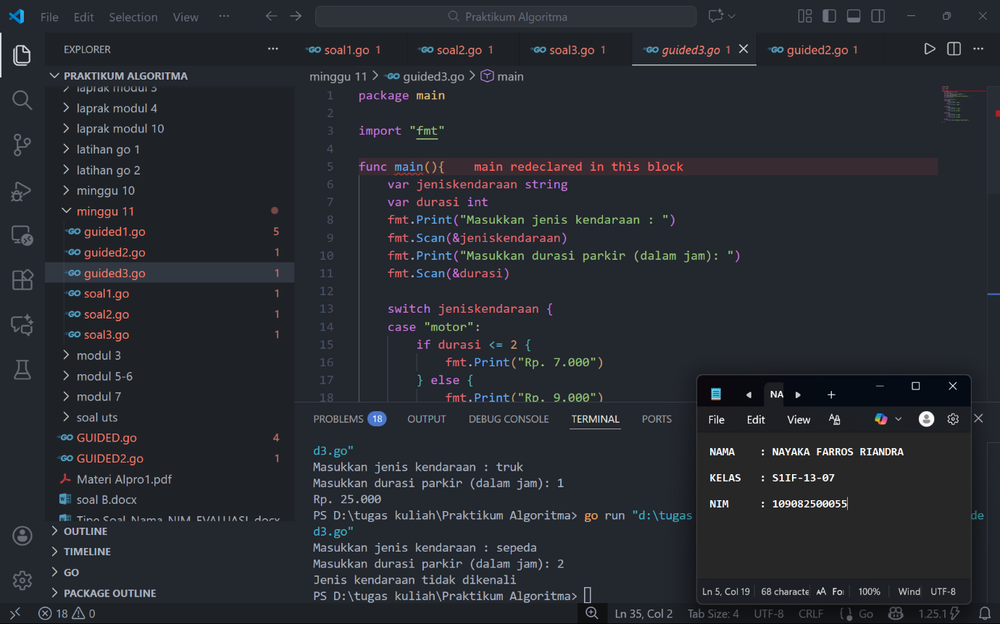 File Edit Selection View ··· Praktikum Algoritma
EXPLORER ···
PRAKTIKUM ALGORITMA
laprak modul 3
laprak modul 4
laprak modul 10
latihan go 1
latihan go 2
minggu 10
minggu 11
guided1.go 5
guided2.go 1
guided3.go 1
soal1.go 1
soal2.go 1
soal3.go 1
modul 3
modul 5-6
modul 7
soal uts
GUIDED.go 4
GUIDED2.go 1
Materi Alpro1.pdf
soal B.docx
Tipe Soal_Nama_NIM_EVALUASI_.docx
OUTLINE
TIMELINE
GO
PACKAGE OUTLINE
soal1.go 1 soal2.go 1 soal3.go 1 guided3.go 1 guided2.go 1
minggu 11 > guided3.go > main
1 package main
2
3 import "fmt"
4
5 func main(){ main redeclared in this block
6 var jeniskendaraan string
7 var durasi int
8 fmt.Print("Masukkan jenis kendaraan : ")
9 fmt.Scan(&jeniskendaraan)
10 fmt.Print("Masukkan durasi parkir (dalam jam): ")
11 fmt.Scan(&durasi)
12
13 switch jeniskendaraan {
14 case "motor":
15 if durasi <= 2 {
16 fmt.Print("Rp. 7.000")
17 } else {
18 fmt.Print("Rp. 9.000")
PROBLEMS 18 OUTPUT DEBUG CONSOLE TERMINAL PORTS
d3.go"
Masukkan jenis kendaraan : truk
Masukkan durasi parkir (dalam jam): 1
Rp. 25.000
PS D:\tugas kuliah\Praktikum Algoritma> go run "d:\tugas de
d3.go"
Masukkan jenis kendaraan : sepeda
Masukkan durasi parkir (dalam jam): 2
Jenis kendaraan tidak dikenali
PS D:\tugas kuliah\Praktikum Algoritma>
NA
File Edit View
NAMA : NAYAKA FARROS RIANDRA
KELAS : S1IF-13-07
NIM : 109082500055
Ln 5, Col 19 68 characte For 100% Wind UTF-8
18 0 Ln 35, Col 2 Tab Size: 4 UTF-8 CRLF {} Go 1.25.1